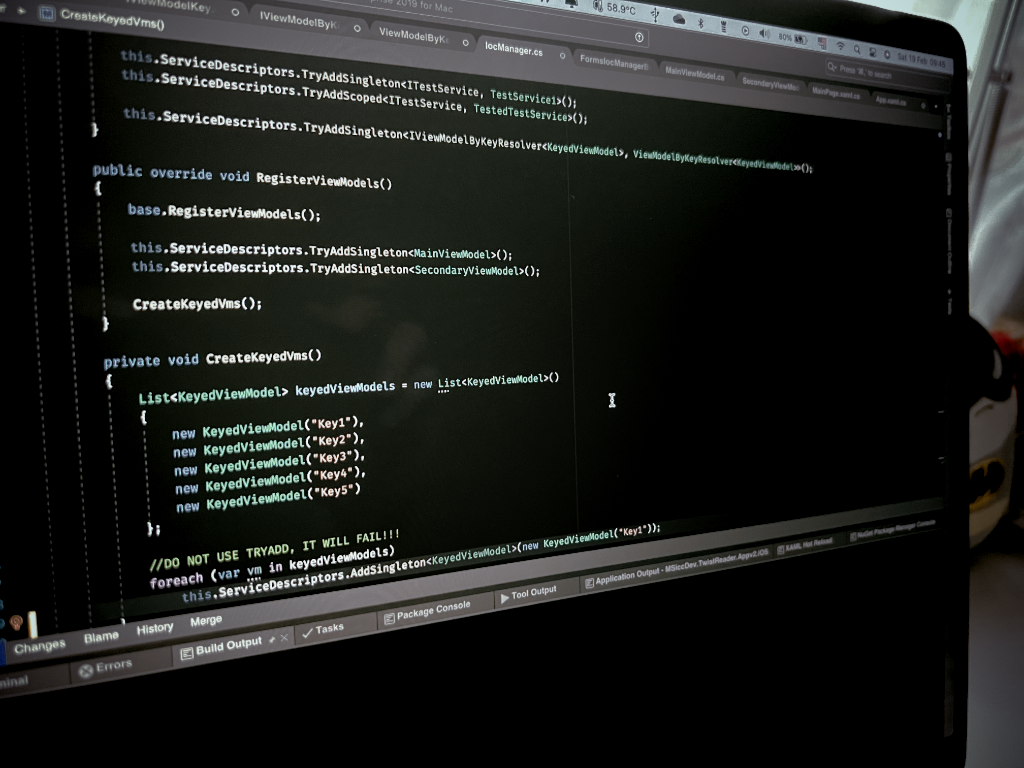 2019 for Mac
58.9°C
80%
Sat 19 Feb 09:45
CreateKeyedVms()
Press '⌘.' to search
ViewModelKey
IViewModelByK
ViewModelByK
IocManager.cs
FormsIocManager
MainViewModel.cs
SecondaryViewMo
MainPage.xaml.cs
App.xaml.cs
this.ServiceDescriptors.TryAddSingleton<ITestService, TestService1>();
this.ServiceDescriptors.TryAddScoped<ITestService, TestedTestService>();
this.ServiceDescriptors.TryAddSingleton<IViewModelByKeyResolver<KeyedViewModel>, ViewModelByKeyResolver<KeyedViewModel>>();
}
public override void RegisterViewModels()
{
base.RegisterViewModels();
this.ServiceDescriptors.TryAddSingleton<MainViewModel>();
this.ServiceDescriptors.TryAddSingleton<SecondaryViewModel>();
CreateKeyedVms();
}
private void CreateKeyedVms()
{
List<KeyedViewModel> keyedViewModels = new List<KeyedViewModel>()
{
new KeyedViewModel("Key1"),
new KeyedViewModel("Key2"),
new KeyedViewModel("Key3"),
new KeyedViewModel("Key4"),
new KeyedViewModel("Key5")
};
//DO NOT USE TRYADD, IT WILL FAIL!!!
foreach (var vm in keyedViewModels)
this.ServiceDescriptors.AddSingleton<KeyedViewModel>(new KeyedViewModel("Key1"));
Changes
Blame
History
Merge
minal
Errors
Build Output
Tasks
Package Console
Tool Output
Application Output - MSiccDev.TwistReader.Appv2.iOS
XAML Hot Reload
NuGet Package Manager Console